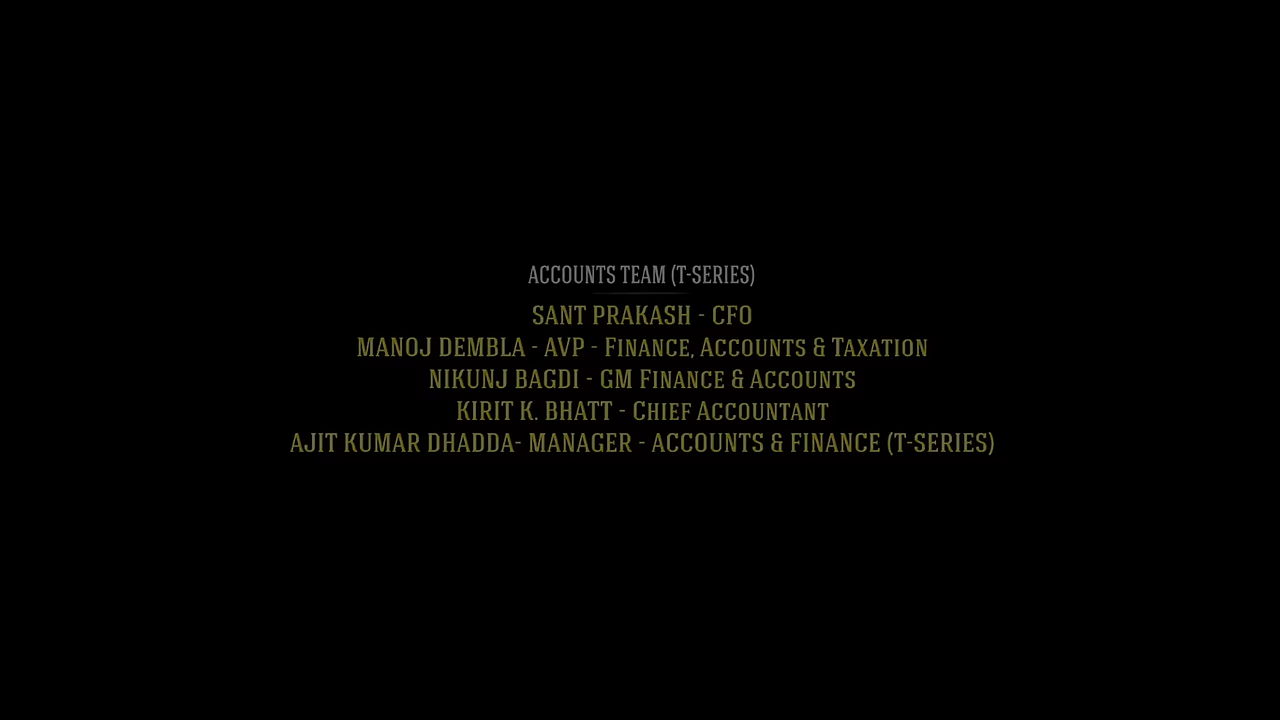 ACCOUNTS TEAM (T-SERIES)
SANT PRAKASH - CFO
MANOJ DEMBLA - AVP - Finance, Accounts & Taxation
NIKUNJ BAGDI - GM Finance & Accounts
KIRIT K. BHATT - Chief Accountant
AJIT KUMAR DHADDA- MANAGER - ACCOUNTS & FINANCE (T-SERIES)